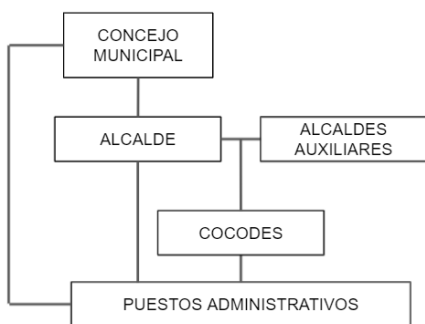 CONCEJO
MUNICIPAL
ALCALDE
ALCALDES
AUXILIARES
COCODES
PUESTOS ADMINISTRATIVOS